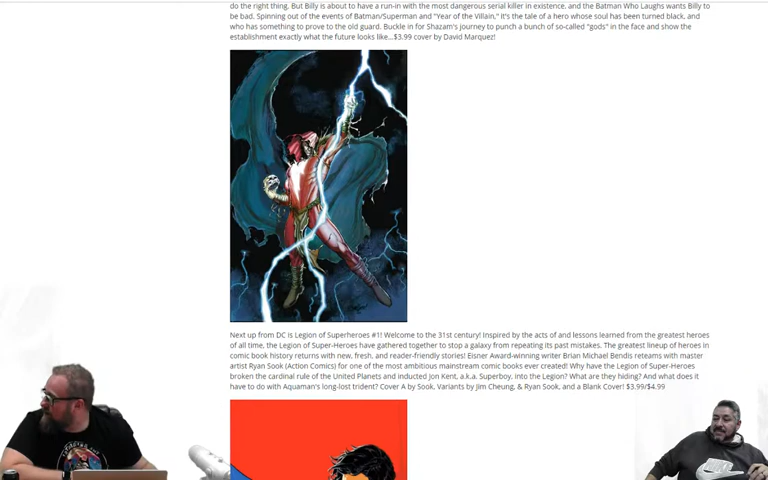 do the right thing. But Billy is about to have a run-in with the most dangerous serial killer in existence, and the Batman Who Laughs wants Billy to
be bad. Spinning out of the events of Batman/Superman and "Year of the Villain," it's the tale of a hero whose soul has been turned black, and
who has something to prove to the old guard. Buckle in for Shazam's journey to punch a bunch of so-called "gods" in the face and show the
establishment exactly what the future looks like...$3.99 cover by David Marquez!
Next up from DC is Legion of Superheroes #1! Welcome to the 31st century! Inspired by the acts of and lessons learned from the greatest heroes
of all time, the Legion of Super-Heroes have gathered together to stop a galaxy from repeating its past mistakes. The greatest lineup of heroes in
comic book history returns with new, fresh, and reader-friendly stories! Eisner Award-winning writer Brian Michael Bendis reteams with master
artist Ryan Sook (Action Comics) for one of the most ambitious mainstream comic books ever created! Why have the Legion of Super-Heroes
broken the cardinal rule of the United Planets and inducted Jon Kent, a.k.a. Superboy, into the Legion? What are they hiding? And what does it
have to do with Aquaman's long-lost trident? Cover A by Sook, Variants by Jim Cheung, & Ryan Sook, and a Blank Cover! $3.99/$4.99